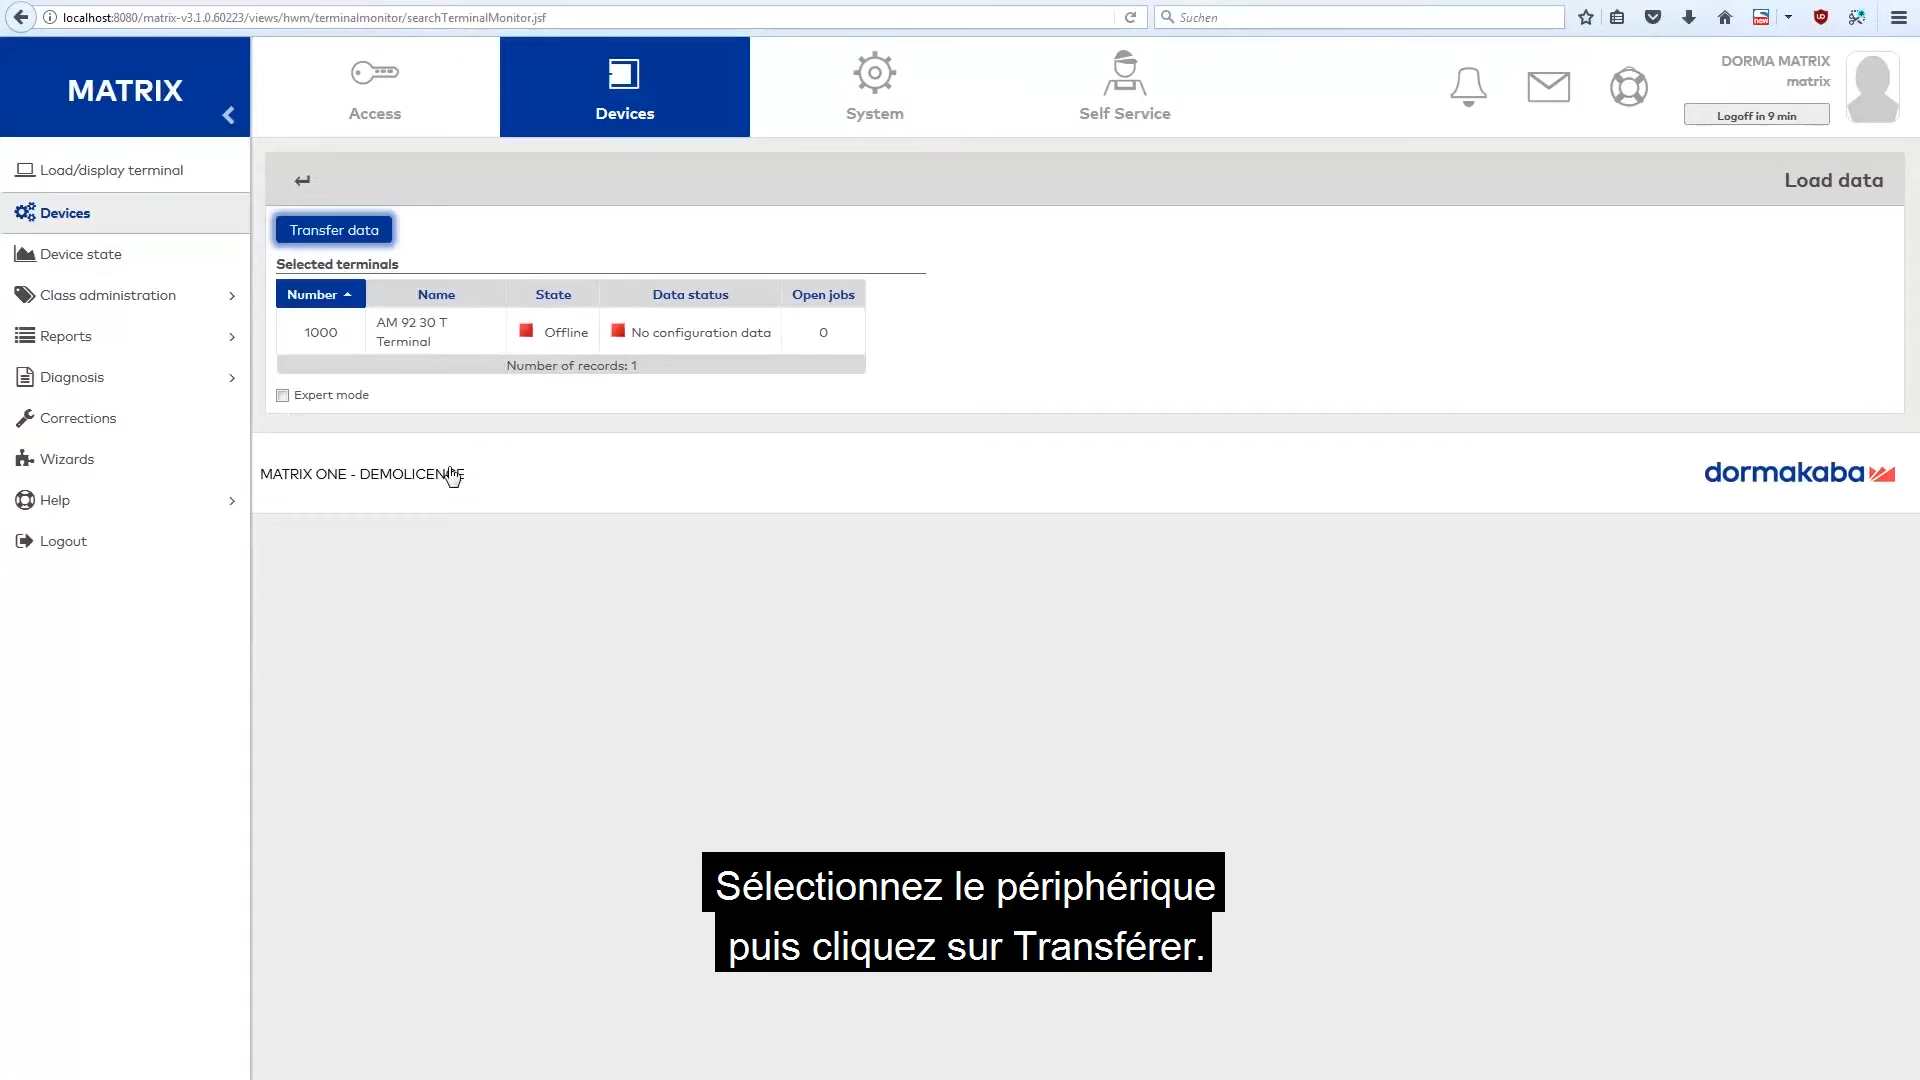 localhost:8080/matrix-v3.1.0.60223/views/hwm/terminalmonitor/searchTerminalMonitor.jsf
Suchen
new
MATRIX
Access
Devices
System
Self Service
DORMA MATRIX
matrix
Logoff in 9 min
Load/display terminal
Devices
Device state
Class administration
Reports
Diagnosis
Corrections
Wizards
Help
Logout
Load data
Transfer data
Selected terminals
Number Name State Data status Open jobs
1000 AM 92 30 T Terminal Offline No configuration data 0
Number of records: 1
Expert mode
MATRIX ONE - DEMOLICENCE
dormakaba
Sélectionnez le périphérique
puis cliquez sur Transférer.